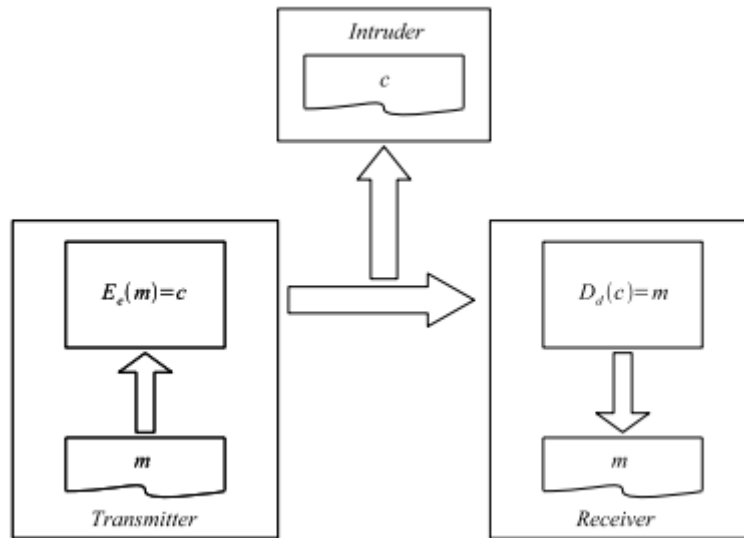 Intruder
c
E_e(m)=c
D_d(c)=m
m
m
Transmitter
Receiver